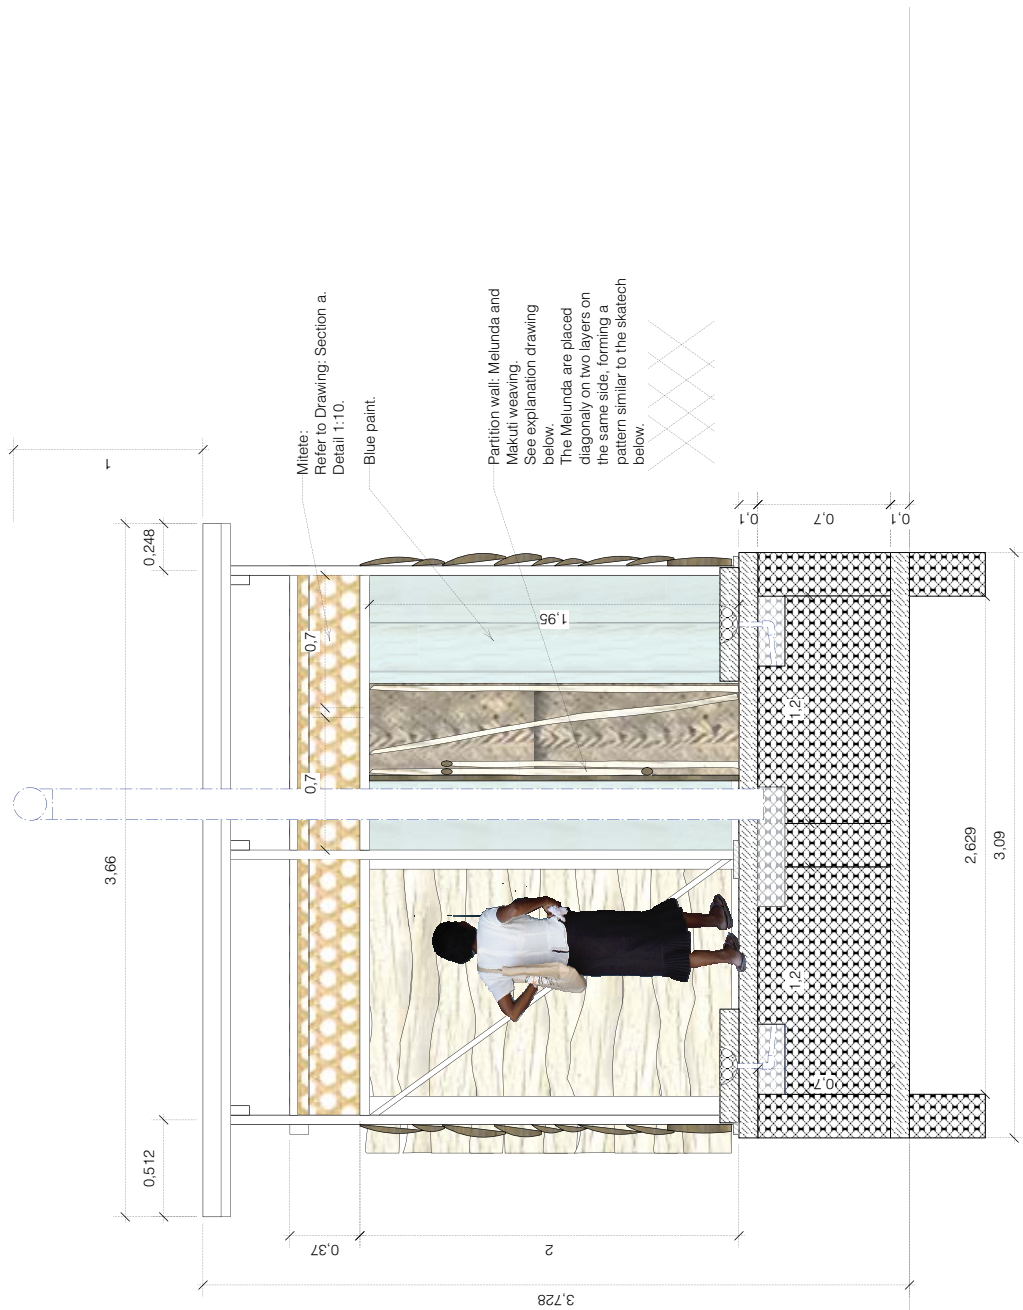 Mitete:
Refer to Drawing: Section a.
Detail 1:10.
Blue paint.
Partition wall: Melunda and
Makuti weaving.
See explanation drawing
below.
The Melunda are placed
diagonaly on two layers on
the same side, forming a
pattern similar to the skatech
below.
1
0,248
3,66
0,512
0,7
0,7
1,95
0,1
0,7
0,1
1,2
1,2
0,7
2,629
3,09
0,37
2
3,728